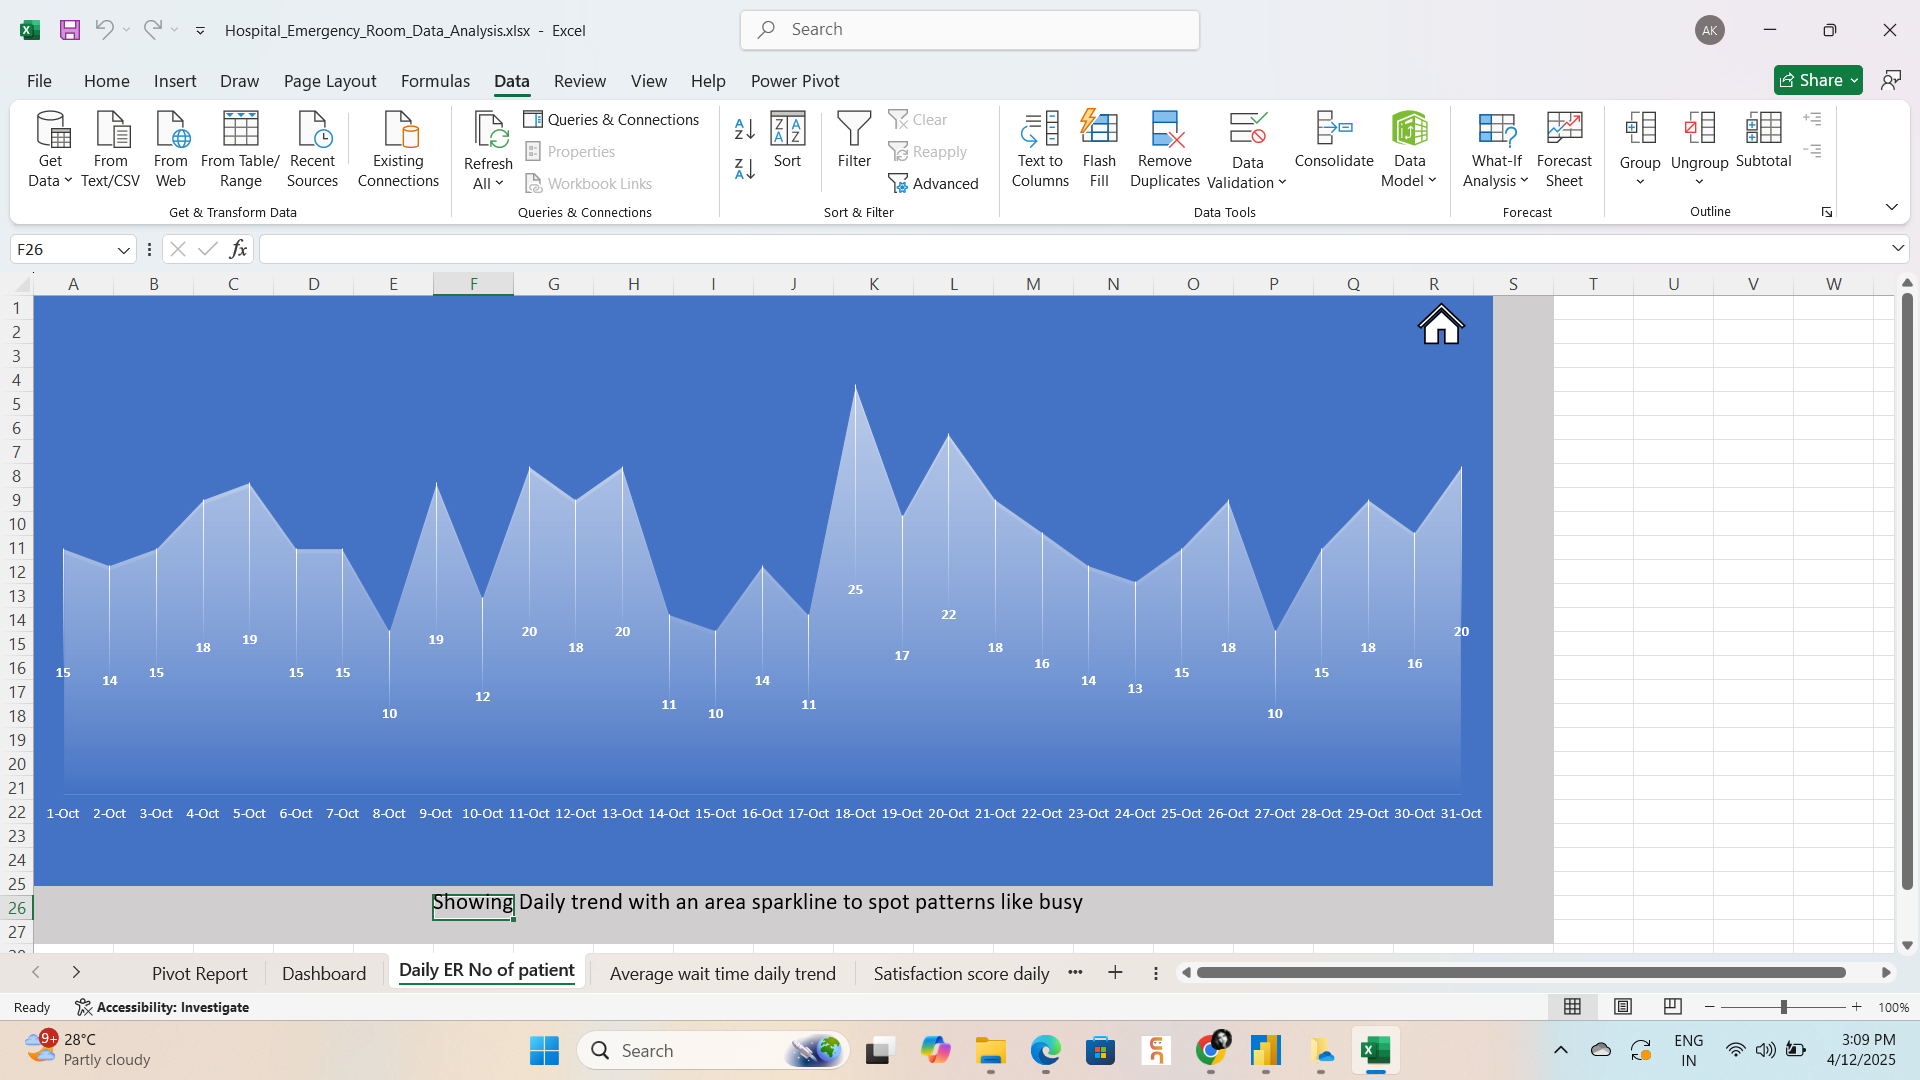 Hospital_Emergency_Room_Data_Analysis.xlsx - Excel
Search
AK
File Home Insert Draw Page Layout Formulas Data Review View Help Power Pivot
Share
Get Data
From Text/CSV
From Web
From Table/ Range
Recent Sources
Existing Connections
Get & Transform Data
Refresh All
Queries & Connections
Properties
Workbook Links
Queries & Connections
Sort
Filter
Clear
Reapply
Advanced
Sort & Filter
Text to Columns
Flash Fill
Remove Duplicates
Data Validation
Consolidate
Data Model
Data Tools
What-If Analysis
Forecast Sheet
Forecast
Group
Ungroup
Subtotal
Outline
F26
fx
A B C D E F G H I J K L M N O P Q R S T U V W
1
2
3
4
5
6
7
8
9
10
11
12
13
14
15
16
17
18
19
20
21
22
23
24
25
26
27
15 14 15 18 19 15 15 10 19 12 20 18 20 11 10 14 11 25 17 22 18 16 14 13 15 18 10 15 18 16 20
1-Oct 2-Oct 3-Oct 4-Oct 5-Oct 6-Oct 7-Oct 8-Oct 9-Oct 10-Oct 11-Oct 12-Oct 13-Oct 14-Oct 15-Oct 16-Oct 17-Oct 18-Oct 19-Oct 20-Oct 21-Oct 22-Oct 23-Oct 24-Oct 25-Oct 26-Oct 27-Oct 28-Oct 29-Oct 30-Oct 31-Oct
Showing Daily trend with an area sparkline to spot patterns like busy
Pivot Report Dashboard Daily ER No of patient Average wait time daily trend Satisfaction score daily
Ready Accessibility: Investigate
100%
9+
28°C
Partly cloudy
Search
ENG
IN
3:09 PM
4/12/2025